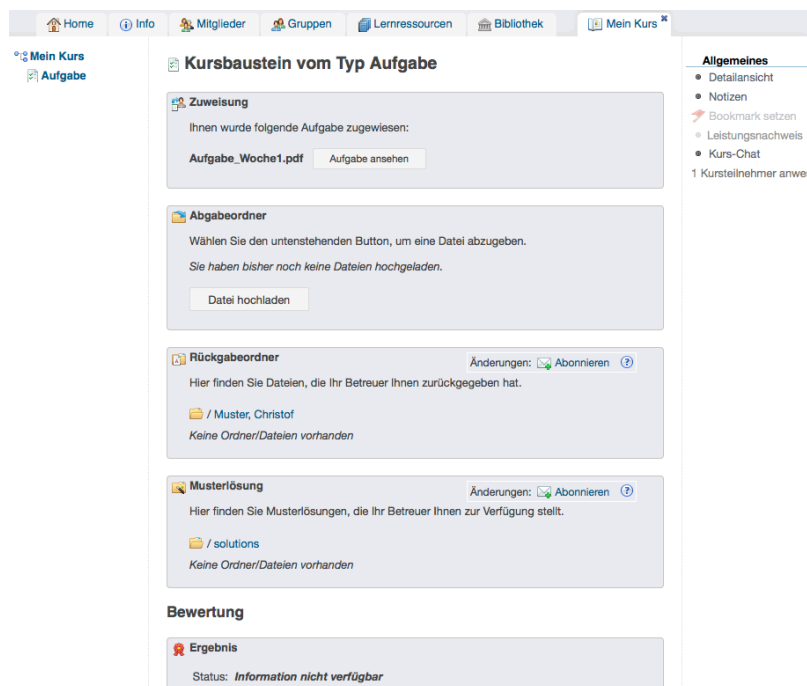 Home Info Mitglieder Gruppen Lernressourcen Bibliothek Mein Kurs
Mein Kurs
Aufgabe
Kursbaustein vom Typ Aufgabe
Zuweisung
Ihnen wurde folgende Aufgabe zugewiesen:
Aufgabe_Woche1.pdf Aufgabe ansehen
Abgabeordner
Wählen Sie den untenstehenden Button, um eine Datei abzugeben.
Sie haben bisher noch keine Dateien hochgeladen.
Datei hochladen
Rückgabeordner Änderungen: Abonnieren ?
Hier finden Sie Dateien, die Ihr Betreuer Ihnen zurückgegeben hat.
/ Muster, Christof
Keine Ordner/Dateien vorhanden
Musterlösung Änderungen: Abonnieren ?
Hier finden Sie Musterlösungen, die Ihr Betreuer Ihnen zur Verfügung stellt.
/ solutions
Keine Ordner/Dateien vorhanden
Bewertung
Ergebnis
Status: Information nicht verfügbar
Allgemeines
Detailansicht
Notizen
Bookmark setzen
Leistungsnachweis
Kurs-Chat
1 Kursteilnehmer anwe